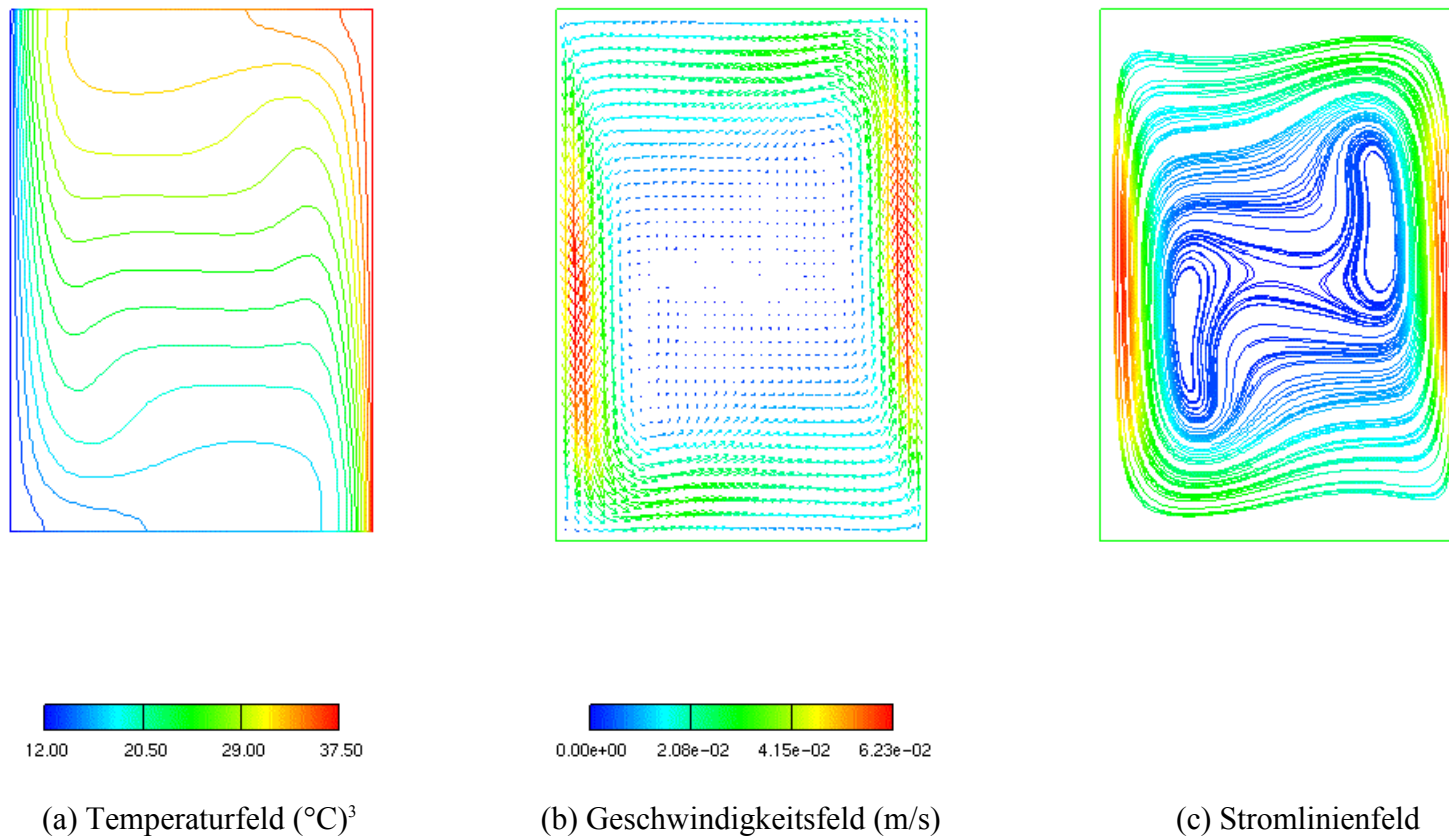 12.00 20.50 29.00 37.50
0.00e+00 2.08e-02 4.15e-02 6.23e-02
(a) Temperaturfeld (°C)³
(b) Geschwindigkeitsfeld (m/s)
(c) Stromlinienfeld